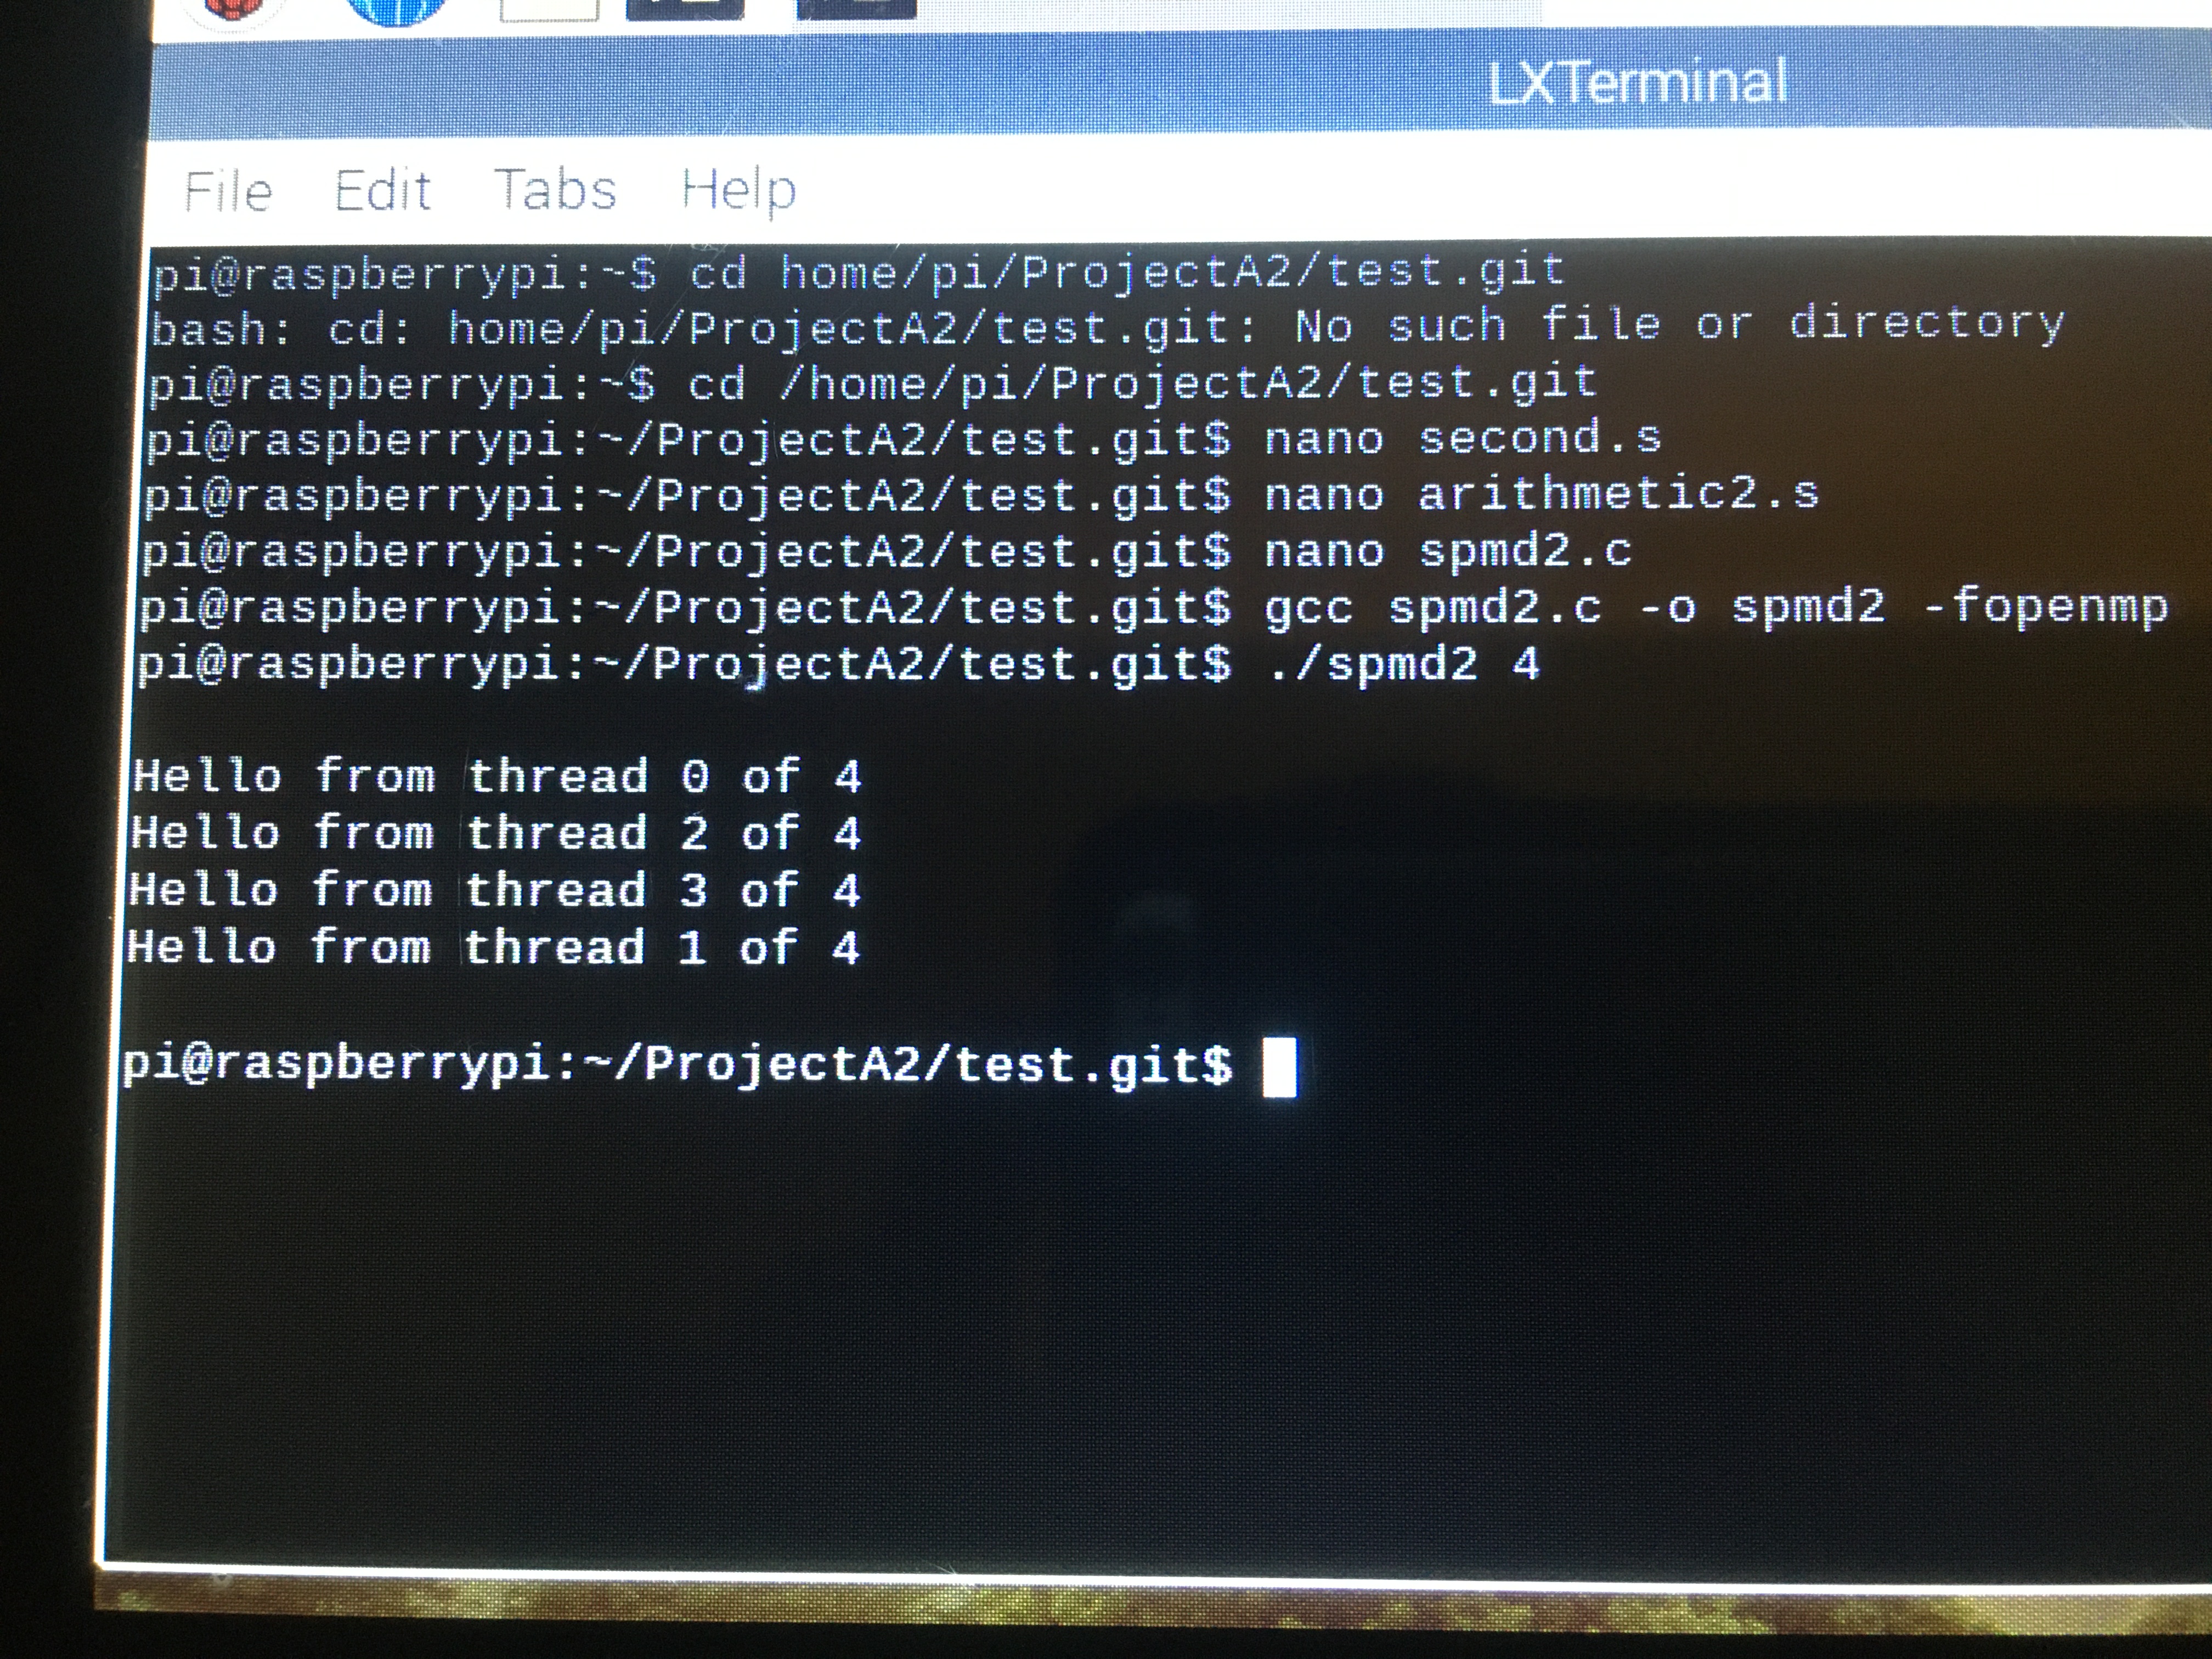 LXTerminal
File Edit Tabs Help
pi@raspberrypi:~$ cd home/pi/ProjectA2/test.git
bash: cd: home/pi/ProjectA2/test.git: No such file or directory
pi@raspberrypi:~$ cd /home/pi/ProjectA2/test.git
pi@raspberrypi:~/ProjectA2/test.git$ nano second.s
pi@raspberrypi:~/ProjectA2/test.git$ nano arithmetic2.s
pi@raspberrypi:~/ProjectA2/test.git$ nano spmd2.c
pi@raspberrypi:~/ProjectA2/test.git$ gcc spmd2.c -o spmd2 -fopenmp
pi@raspberrypi:~/ProjectA2/test.git$ ./spmd2 4
Hello from thread 0 of 4
Hello from thread 2 of 4
Hello from thread 3 of 4
Hello from thread 1 of 4
pi@raspberrypi:~/ProjectA2/test.git$